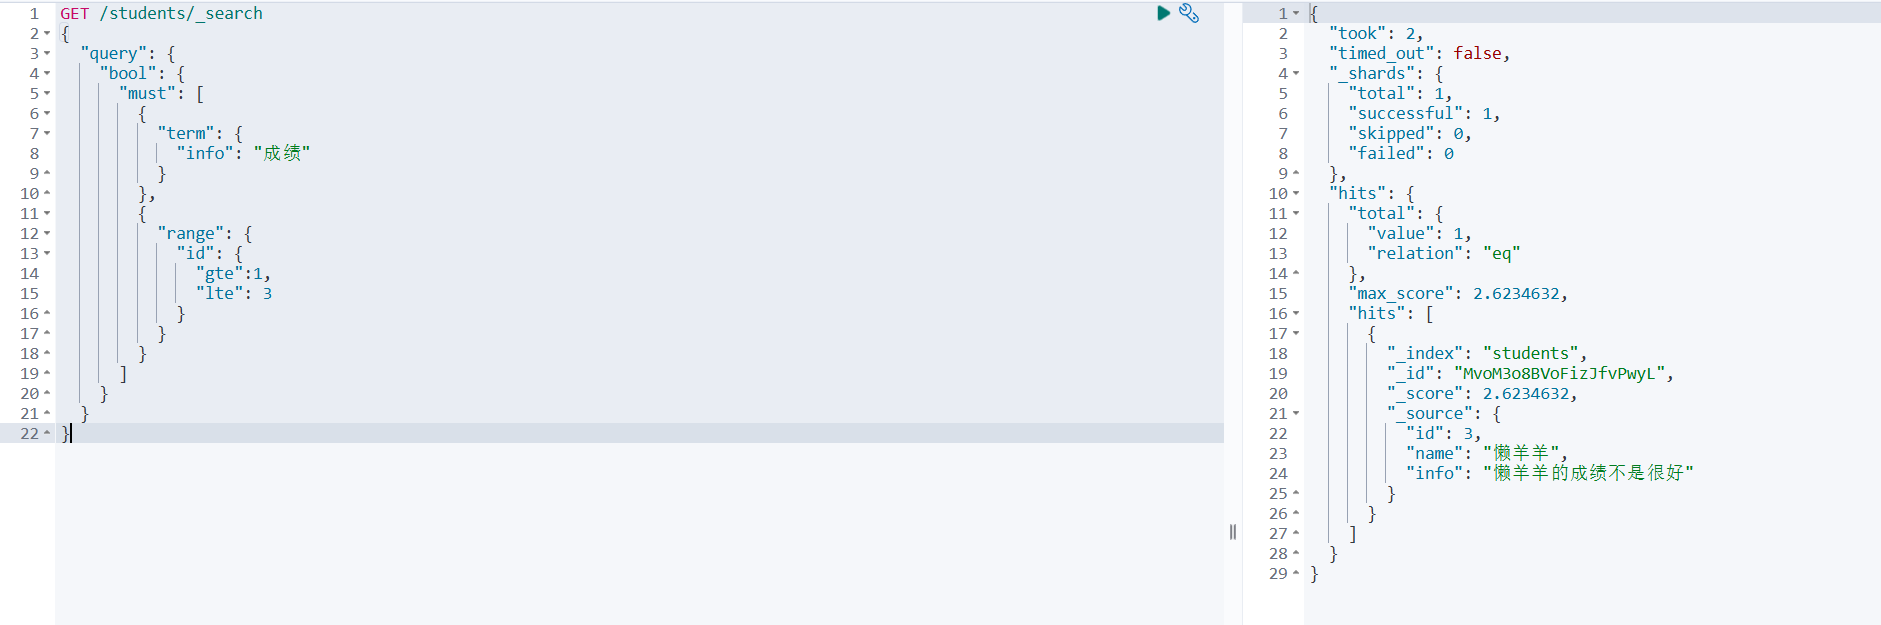 1 GET /students/_search
2 {
3 "query": {
4 "bool": {
5 "must": [
6 {
7 "term": {
8 "info": "成绩"
9 }
10 },
11 {
12 "range": {
13 "id": {
14 "gte":1,
15 "lte": 3
16 }
17 }
18 }
19 ]
20 }
21 }
22 }
1 {
2 "took": 2,
3 "timed_out": false,
4 "_shards": {
5 "total": 1,
6 "successful": 1,
7 "skipped": 0,
8 "failed": 0
9 },
10 "hits": {
11 "total": {
12 "value": 1,
13 "relation": "eq"
14 },
15 "max_score": 2.6234632,
16 "hits": [
17 {
18 "_index": "students",
19 "_id": "MvoM3o8BVoFizJfvPwyL",
20 "_score": 2.6234632,
21 "_source": {
22 "id": 3,
23 "name": "懒羊羊",
24 "info": "懒羊羊的成绩不是很好"
25 }
26 }
27 ]
28 }
29 }